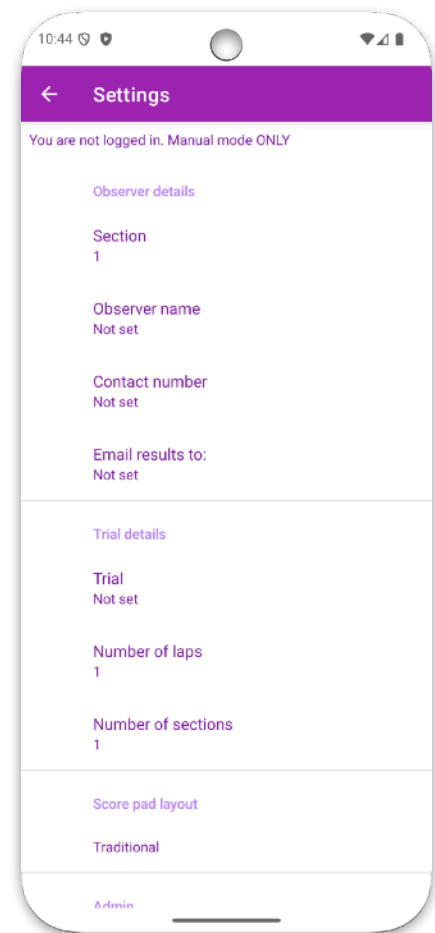 10:44
Settings
You are not logged in. Manual mode ONLY
Observer details
Section
1
Observer name
Not set
Contact number
Not set
Email results to:
Not set
Trial details
Trial
Not set
Number of laps
1
Number of sections
1
Score pad layout
Traditional
Admin